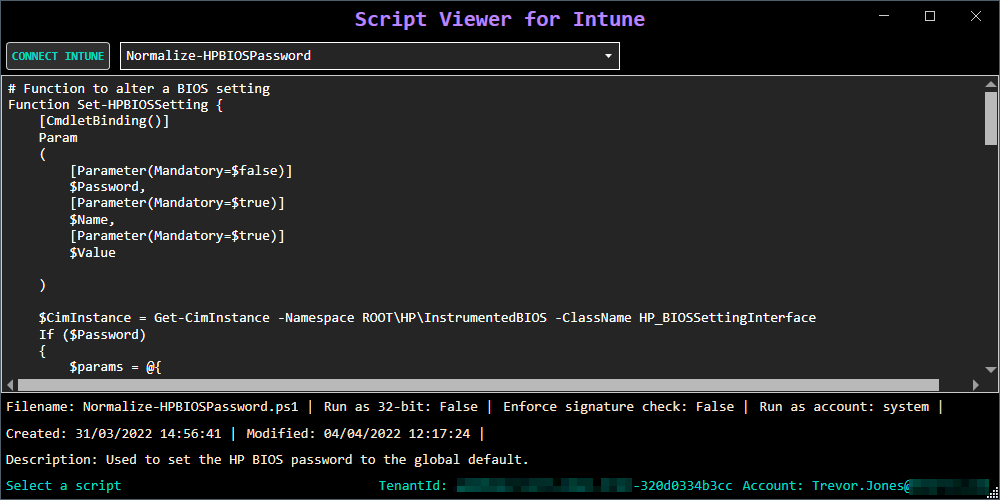 Script Viewer for Intune
CONNECT INTUNE
Normalize-HPBIOSPassword
# Function to alter a BIOS setting
Function Set-HPBIOSSetting {
    [CmdletBinding()]
    Param
    (
        [Parameter(Mandatory=$false)]
        $Password,
        [Parameter(Mandatory=$true)]
        $Name,
        [Parameter(Mandatory=$true)]
        $Value
    )
    $CimInstance = Get-CimInstance -Namespace ROOT\HP\InstrumentedBIOS -ClassName HP_BIOSSettingInterface
    If ($Password)
    {
        $params = @{
Filename: Normalize-HPBIOSPassword.ps1 | Run as 32-bit: False | Enforce signature check: False | Run as account: system |
Created: 31/03/2022 14:56:41 | Modified: 04/04/2022 12:17:24 |
Description: Used to set the HP BIOS password to the global default.
Select a script
TenantId: -320d0334b3cc Account: Trevor.Jones@